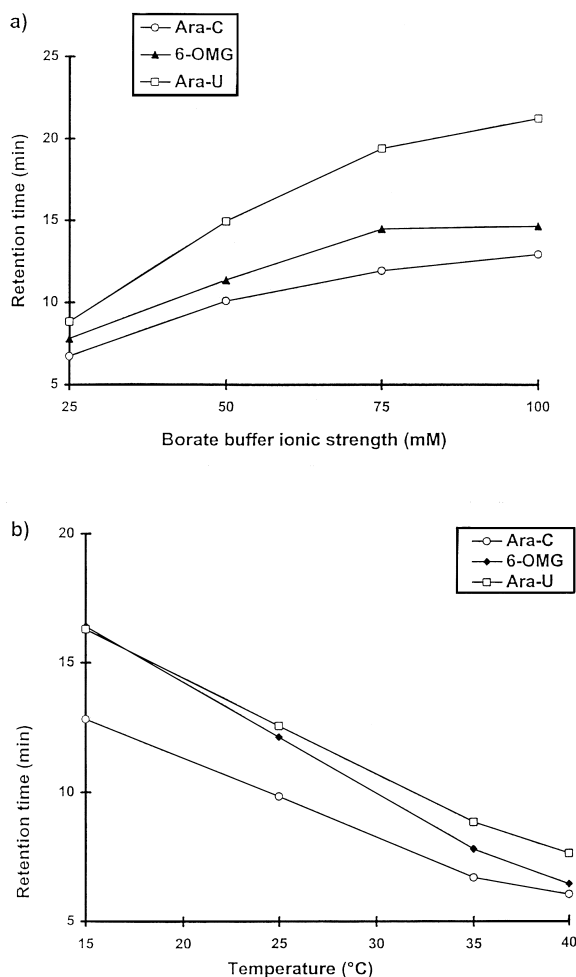 a)
Ara-C
6-OMG
Ara-U
25
20
15
10
5
Retention time (min)
25 50 75 100
Borate buffer ionic strength (mM)
b)
Ara-C
6-OMG
Ara-U
20
15
10
5
Retention time (min)
15 20 25 30 35 40
Temperature (°C)